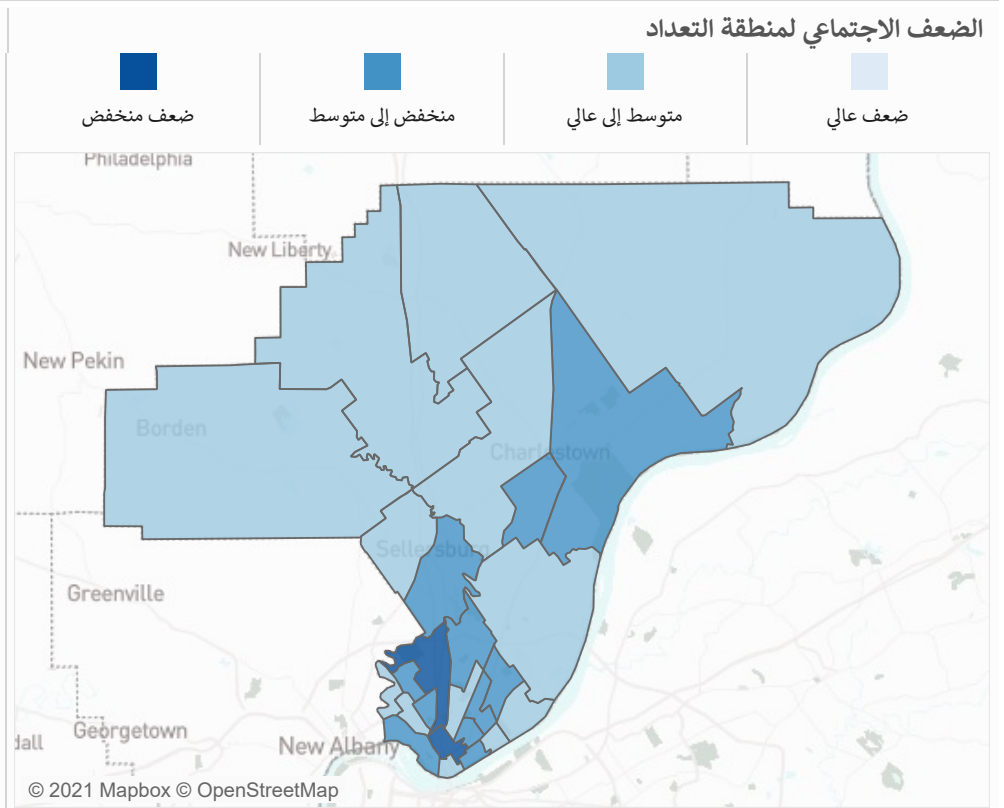 الضعف الاجتماعي لمنطقة التعداد
ضعف عالي
متوسط إلى عالي
منخفض إلى متوسط
ضعف منخفض
Philadelphia
New Liberty
New Pekin
Borden
Charlestown
Sellersburg
Greenville
Georgetown
dall
New Albany
© 2021 Mapbox © OpenStreetMap